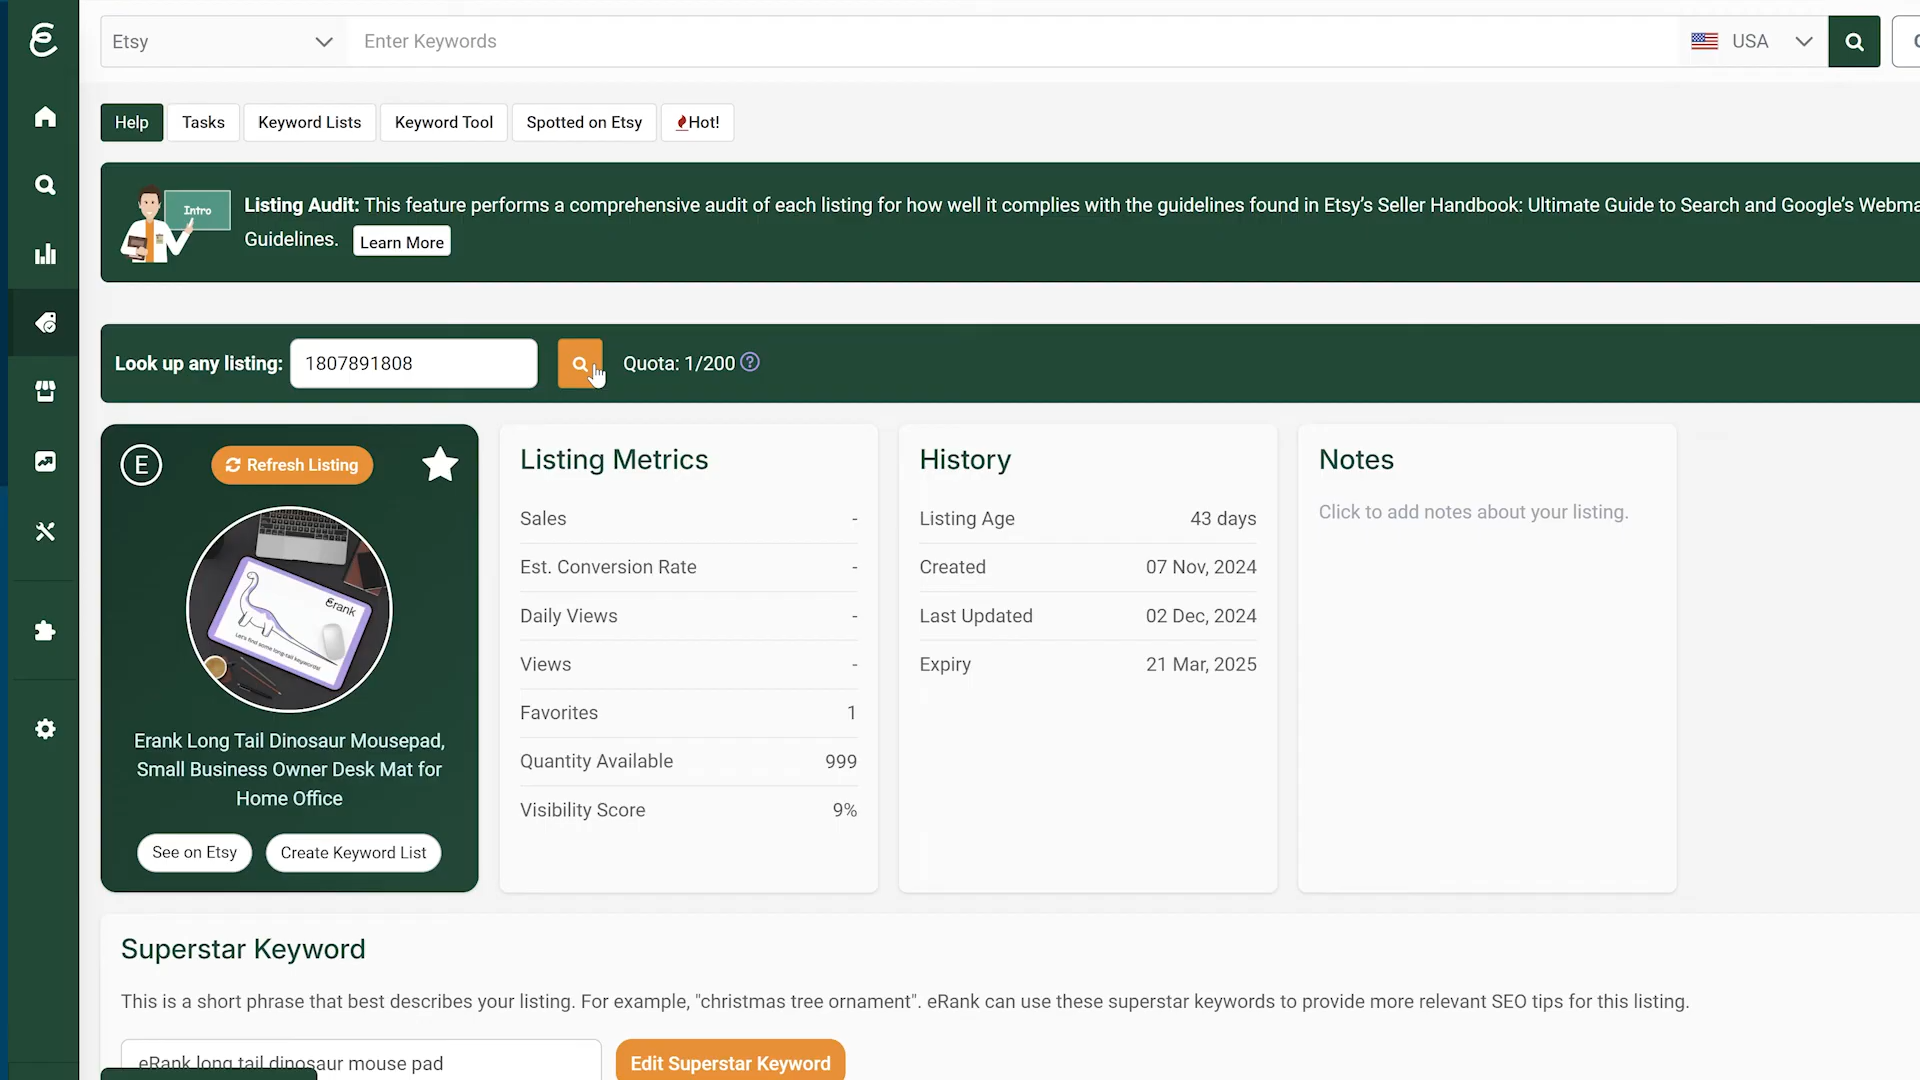 Etsy
Enter Keywords
USA
Help
Tasks
Keyword Lists
Keyword Tool
Spotted on Etsy
Hot!
Intro
Listing Audit: This feature performs a comprehensive audit of each listing for how well it complies with the guidelines found in Etsy's Seller Handbook: Ultimate Guide to Search and Google's
Guidelines.
Learn More
Look up any listing:
1807891808
Quota: 1/200
E
Refresh Listing
erank
Let's find some long-tail keywords!
Erank Long Tail Dinosaur Mousepad,
Small Business Owner Desk Mat for
Home Office
See on Etsy
Create Keyword List
Listing Metrics
Sales -
Est. Conversion Rate -
Daily Views -
Views -
Favorites 1
Quantity Available 999
Visibility Score 9%
History
Listing Age 43 days
Created 07 Nov, 2024
Last Updated 02 Dec, 2024
Expiry 21 Mar, 2025
Notes
Click to add notes about your listing.
Superstar Keyword
This is a short phrase that best describes your listing. For example, "christmas tree ornament". eRank can use these superstar keywords to provide more relevant SEO tips for this listing.
eRank long tail dinosaur mouse pad
Edit Superstar Keyword